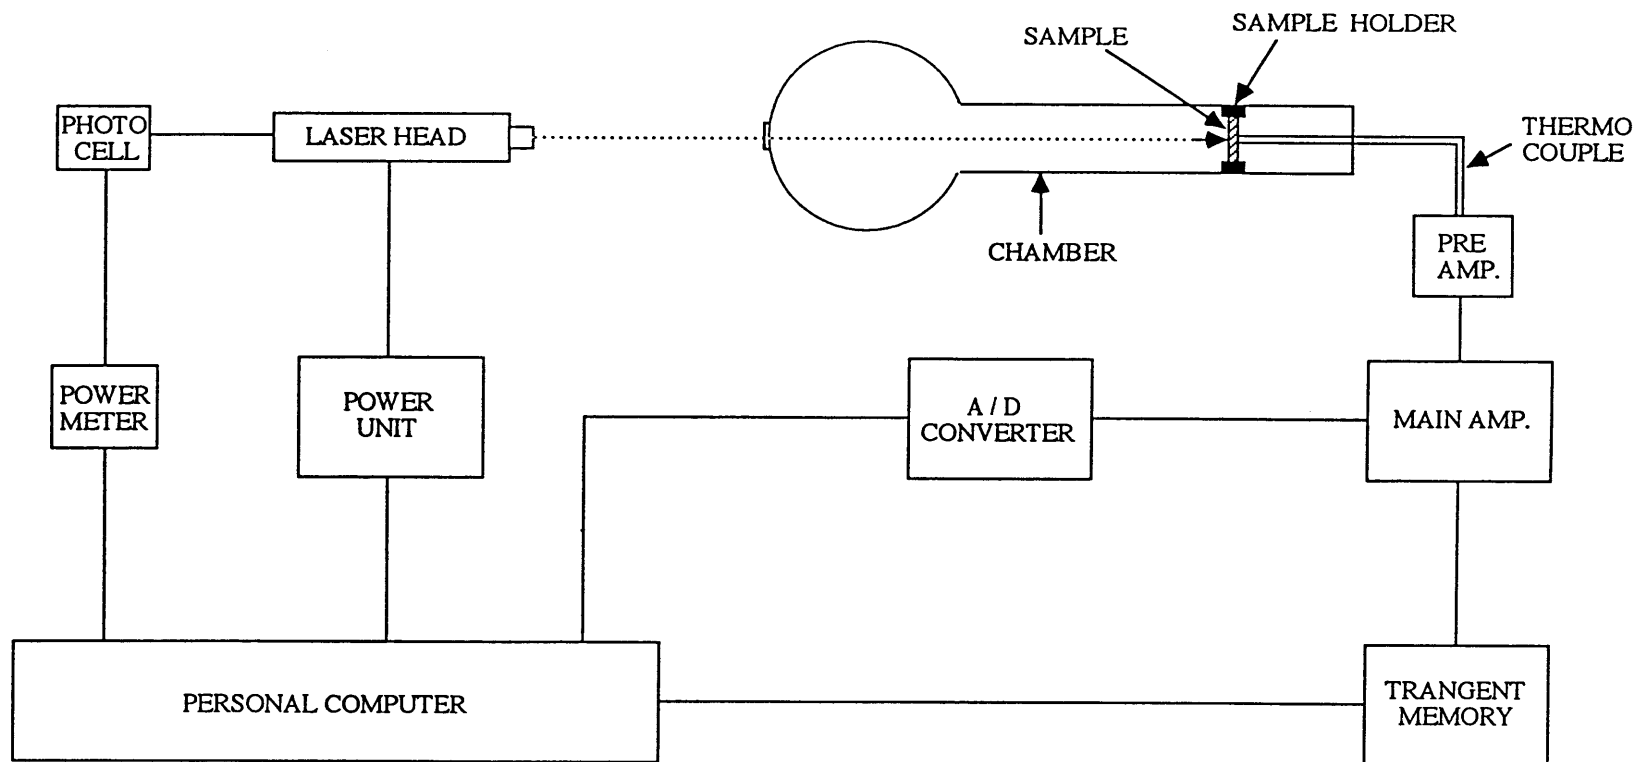 SAMPLE HOLDER
SAMPLE
PHOTO
CELL
LASER HEAD
THERMO
COUPLE
CHAMBER
PRE
AMP.
POWER
METER
POWER
UNIT
A / D
CONVERTER
MAIN AMP.
PERSONAL COMPUTER
TRANGENT
MEMORY